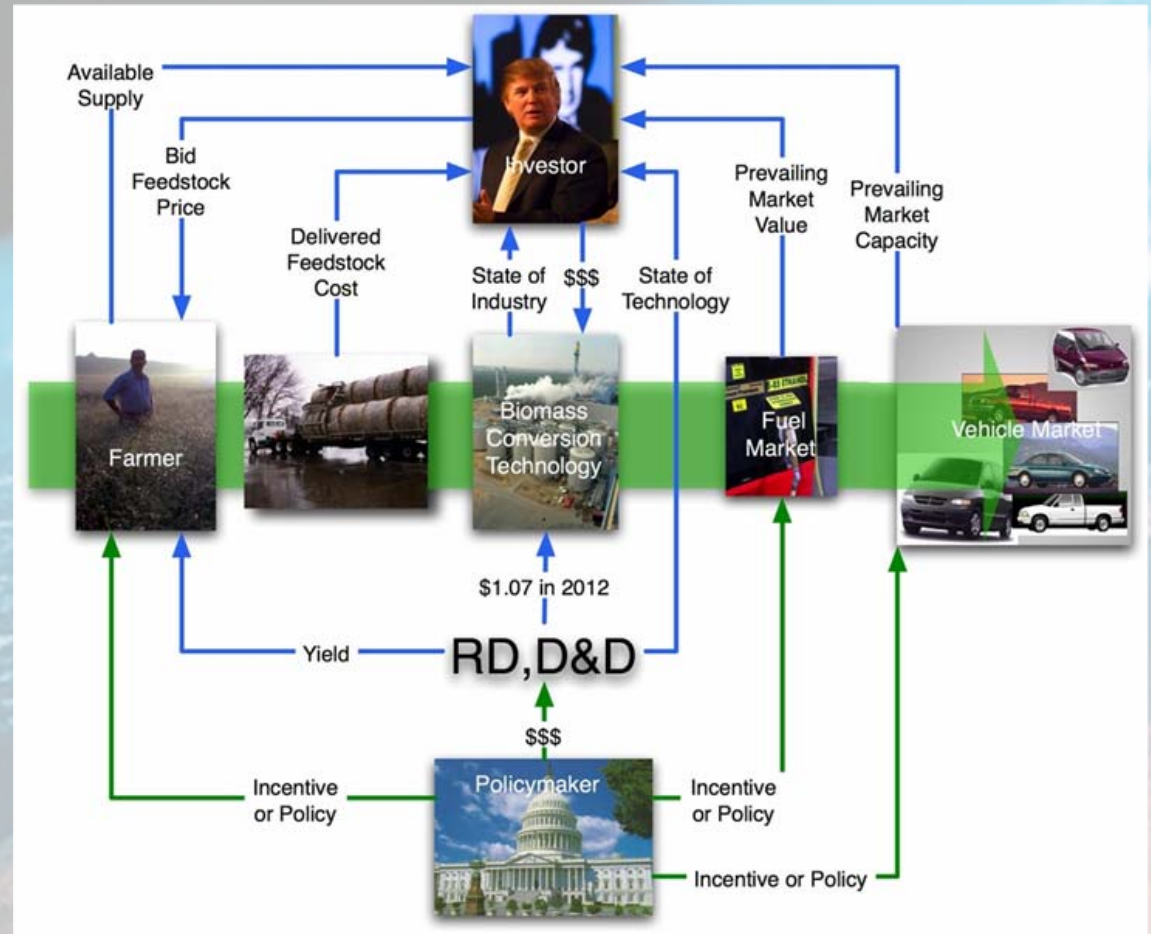 Available
Supply
Bid
Feedstock
Price
Delivered
Feedstock
Cost
Investor
State of
Industry
$$$
State of
Technology
Prevailing
Market
Value
Prevailing
Market
Capacity
Farmer
Biomass
Conversion
Technology
Fuel
Market
Vehicle Market
$1.07 in 2012
Yield
RD,D&D
$$$
Policymaker
Incentive
or Policy
Incentive
or Policy
Incentive or Policy